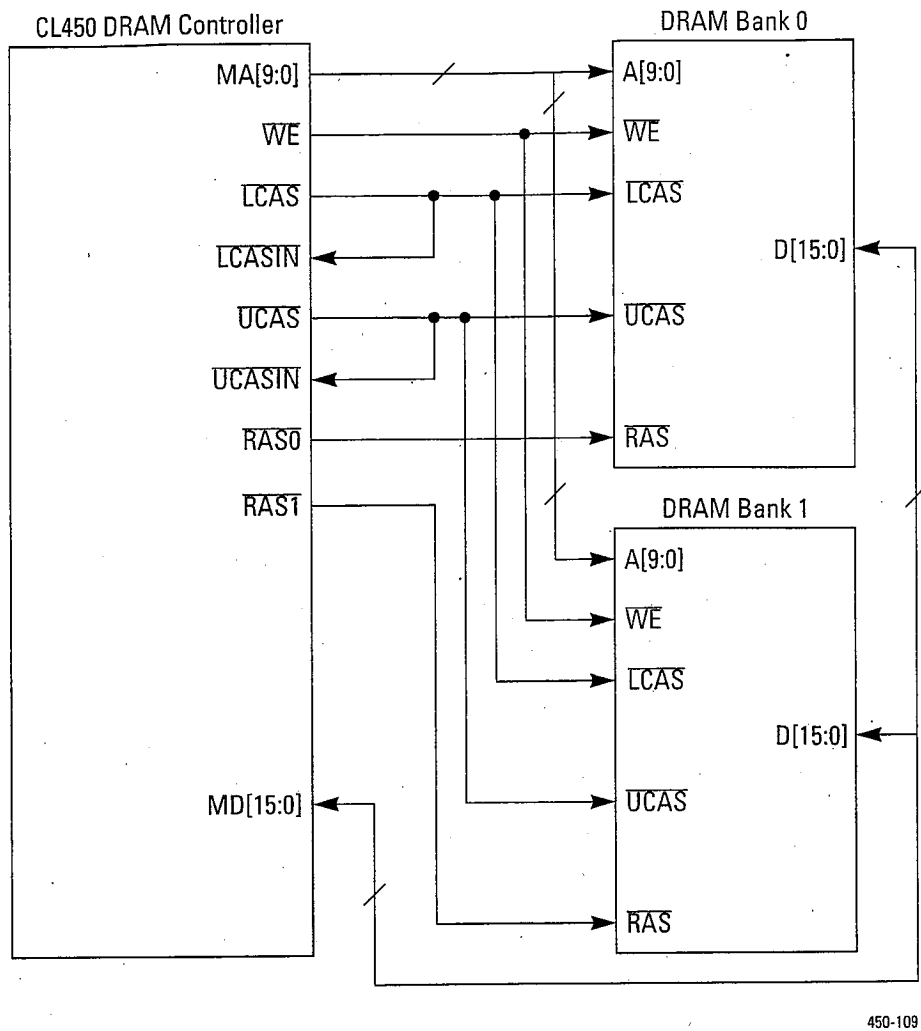 CL450 DRAM Controller
MA[9:0]
WE
LCAS
LCASIN
UCAS
UCASIN
RAS0
RAS1
MD[15:0]
DRAM Bank 0
A[9:0]
WE
LCAS
D[15:0]
UCAS
RAS
DRAM Bank 1
A[9:0]
WE
LCAS
D[15:0]
UCAS
RAS
450-109